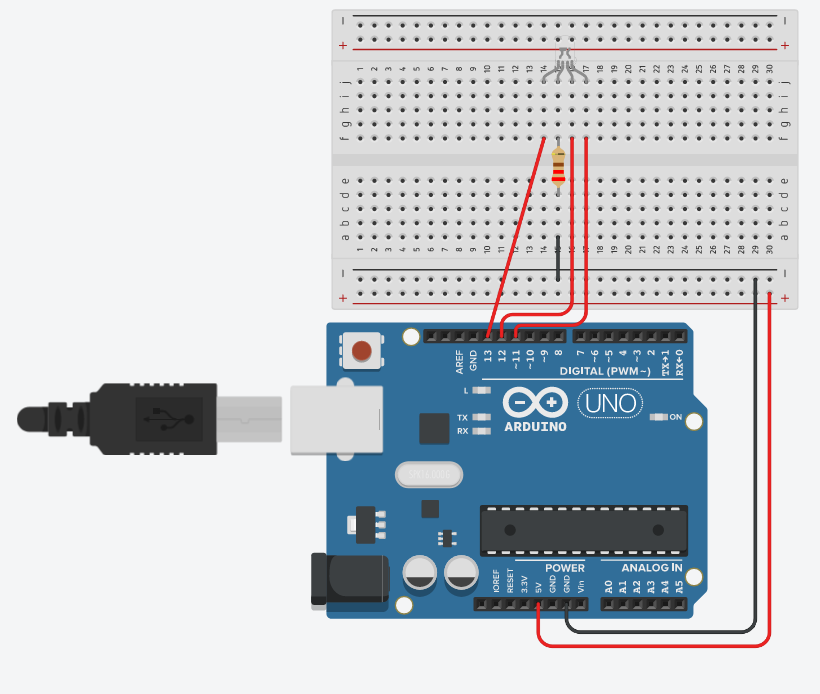 − −
+ +
1 2 3 4 5 6 7 8 9 10 11 12 13 14 16 17 18 19 20 21 22 23 24 25 26 27 28 29 30
j j
i i
h h
g g
f f
e e
d d
c c
b b
a a
1 2 3 4 5 6 7 8 9 10 11 12 13 14 15 16 17 18 19 20 21 22 23 24 25 26 27 28 29 30
− −
+ +
AREF GND 13 12 ~11 ~10 ~9 8 7 ~6 ~5 4 ~3 2 TX→1 RX←0
DIGITAL (PWM~)
L
TX
RX
UNO
ON
ARDUINO
POWER ANALOG IN
IOREF RESET 3.3V 5V GND GND Vin A0 A1 A2 A3 A4 A5